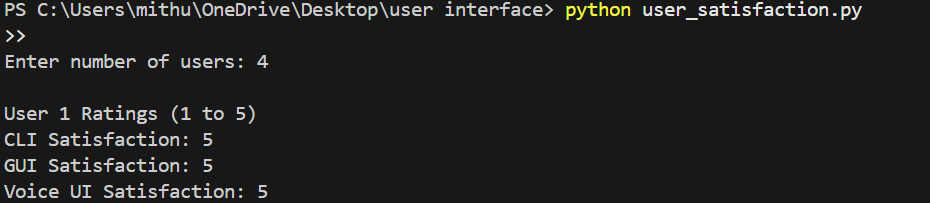 PS C:\Users\mithu\OneDrive\Desktop\user interface> python user_satisfaction.py
>>
Enter number of users: 4
User 1 Ratings (1 to 5)
CLI Satisfaction: 5
GUI Satisfaction: 5
Voice UI Satisfaction: 5